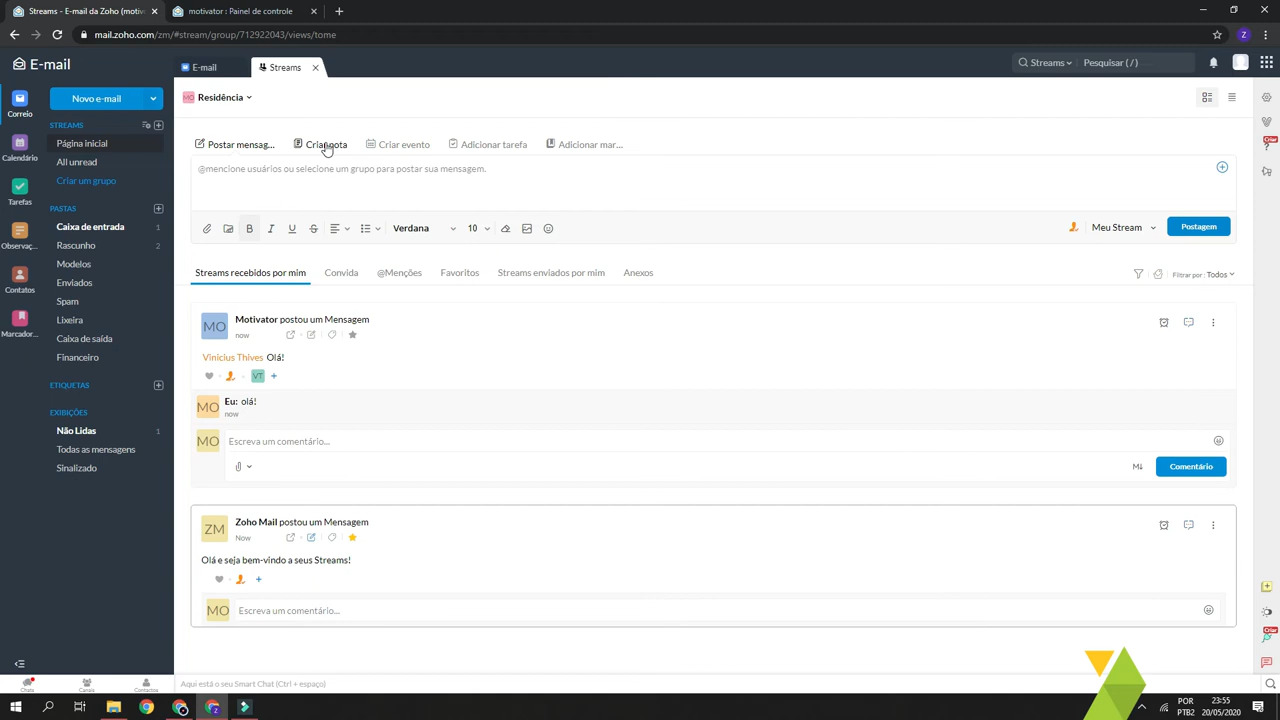 Streams - E-mail da Zoho (motiv
motivator : Painel de controle
mail.zoho.com/zm/#stream/group/712922043/views/tome
Z
E-mail
E-mail
Streams
Streams
Pesquisar ( / )
Correio
Calendário
Tarefas
Observaç...
Contatos
Marcador...
Novo e-mail
STREAMS
Página inicial
All unread
Criar um grupo
PASTAS
Caixa de entrada 1
Rascunho 2
Modelos
Enviados
Spam
Lixeira
Caixa de saída
Financeiro
ETIQUETAS
EXIBIÇÕES
Não Lidas 1
Todas as mensagens
Sinalizado
MO Residência
Postar mensag...
Criar nota
Criar evento
Adicionar tarefa
Adicionar mar...
@mencione usuários ou selecione um grupo para postar sua mensagem.
B I U S Verdana 10
Meu Stream
Postagem
Streams recebidos por mim
Convida
@Menções
Favoritos
Streams enviados por mim
Anexos
Filtrar por : Todos
MO
Motivator postou um Mensagem
now
Vinicius Thives Olá!
VT
MO
Eu: olá!
now
MO
Escreva um comentário...
M↓
Comentário
ZM
Zoho Mail postou um Mensagem
Now
Olá e seja bem-vindo a seus Streams!
MO
Escreva um comentário...
Criar
Criar
Chats
Canais
Contactos
Aqui está o seu Smart Chat (Ctrl + espaço)
POR
PTB2
23:55
20/05/2020